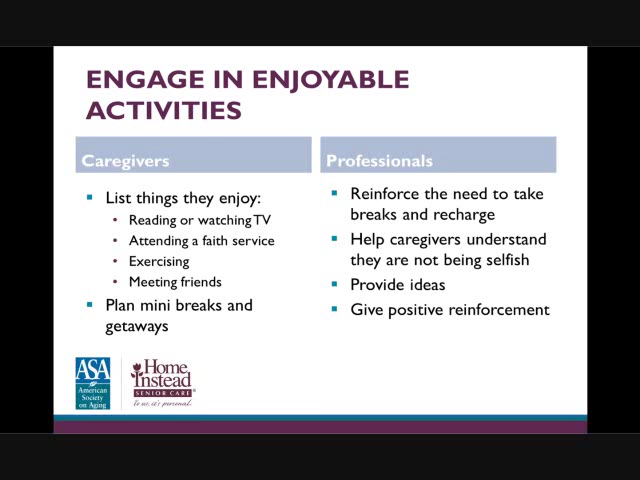 ENGAGE IN ENJOYABLE
ACTIVITIES
Caregivers
List things they enjoy:
Reading or watching TV
Attending a faith service
Exercising
Meeting friends
Plan mini breaks and
getaways
Professionals
Reinforce the need to take
breaks and recharge
Help caregivers understand
they are not being selfish
Provide ideas
Give positive reinforcement
ASA
American
Society
on Aging
Home
Instead
SENIOR CARE
To us, it's personal.